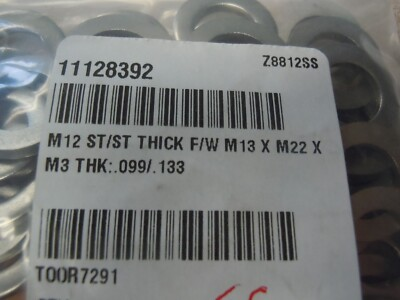 11128392 Z8812SS
M12 ST/ST THICK F/W M13 X M22 X
M3 THK:.099/.133
TOOR7291